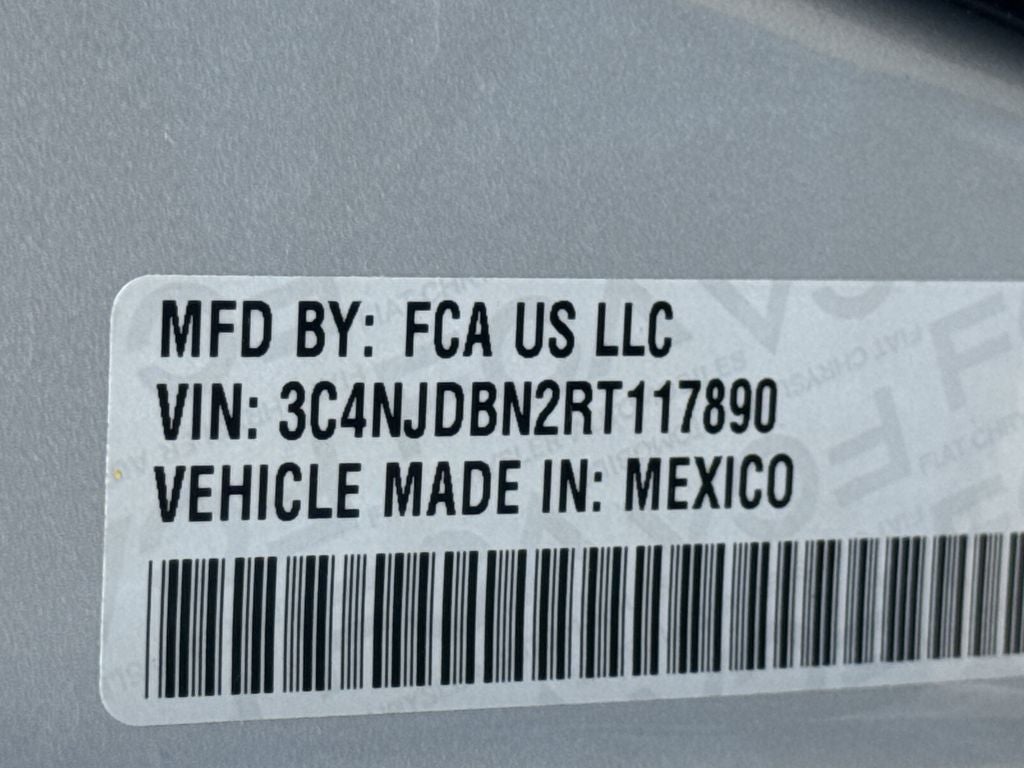 MFD BY: FCA US LLC
VIN: 3C4NJDBN2RT117890
VEHICLE MADE IN: MEXICO